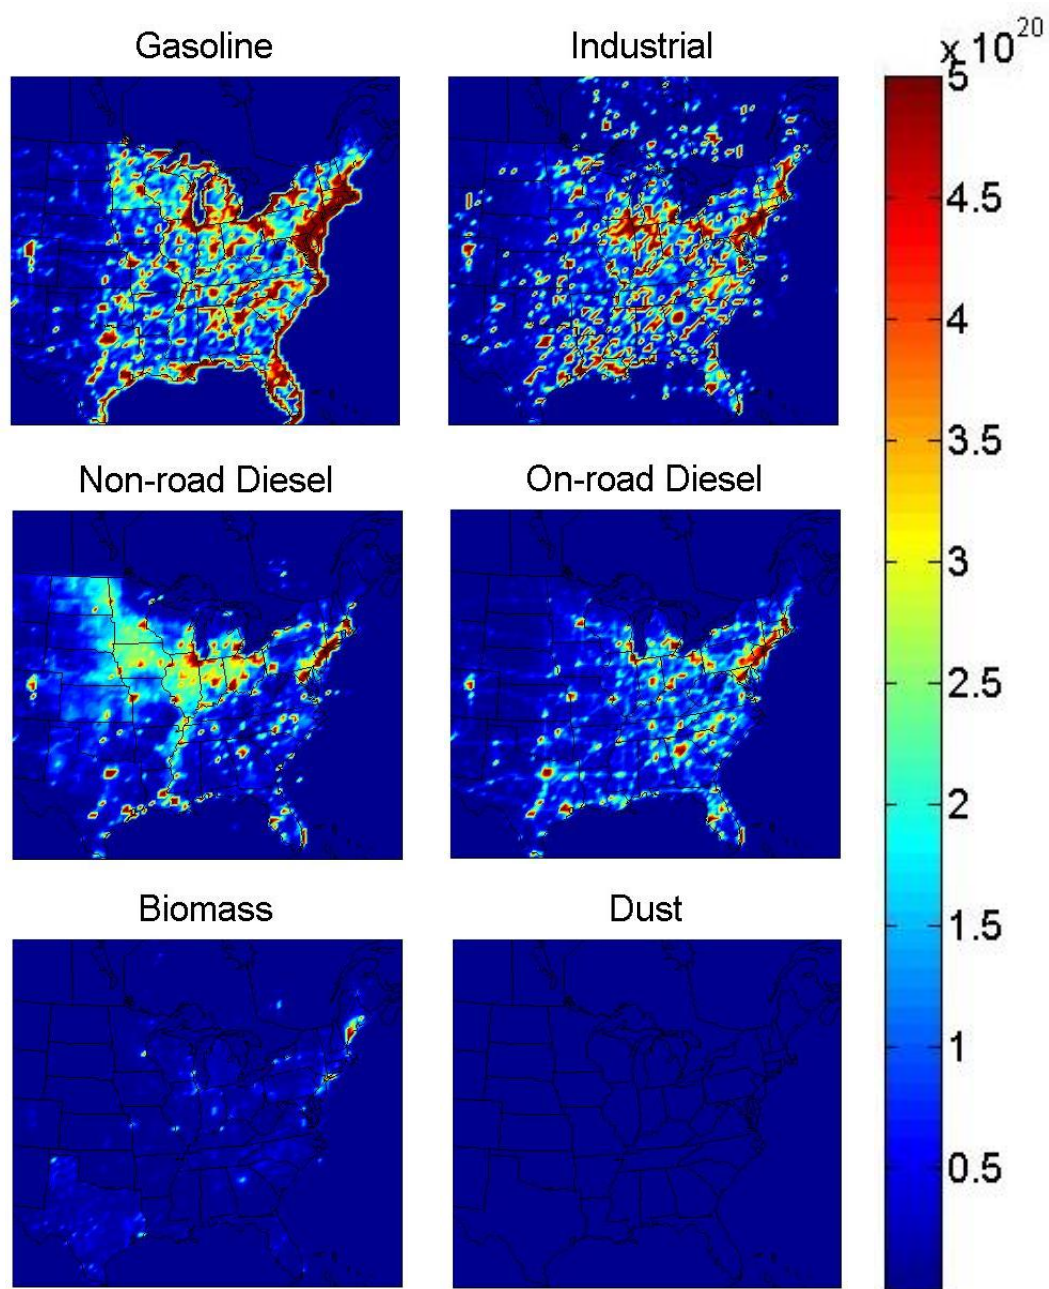 Gasoline
Industrial
x 10^20
5
4.5
4
3.5
3
2.5
2
1.5
1
0.5
Non-road Diesel
On-road Diesel
Biomass
Dust